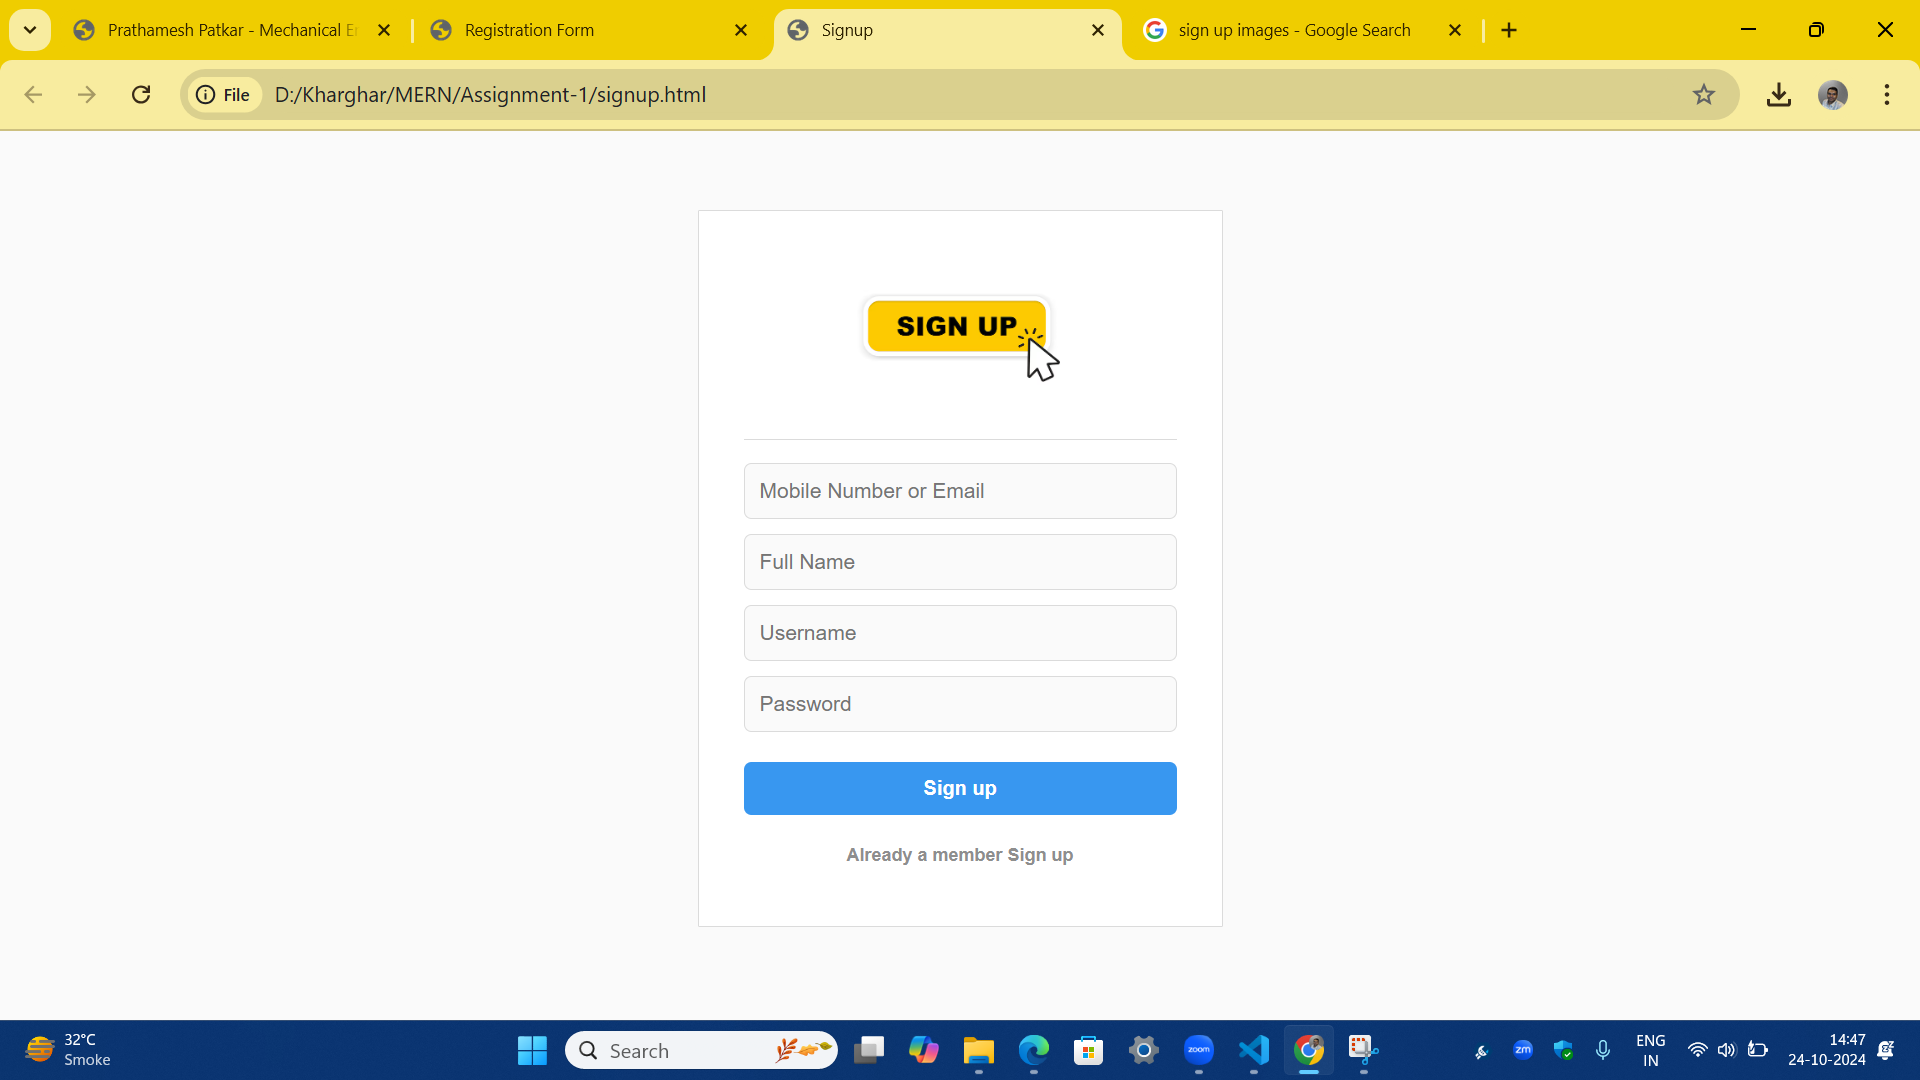 Prathamesh Patkar - Mechanical E
Registration Form
Signup
sign up images - Google Search
File
D:/Kharghar/MERN/Assignment-1/signup.html
SIGN UP
Mobile Number or Email
Full Name
Username
Password
Sign up
Already a member Sign up
32°C
Smoke
Search
zoom
zm
ENG
IN
14:47
24-10-2024